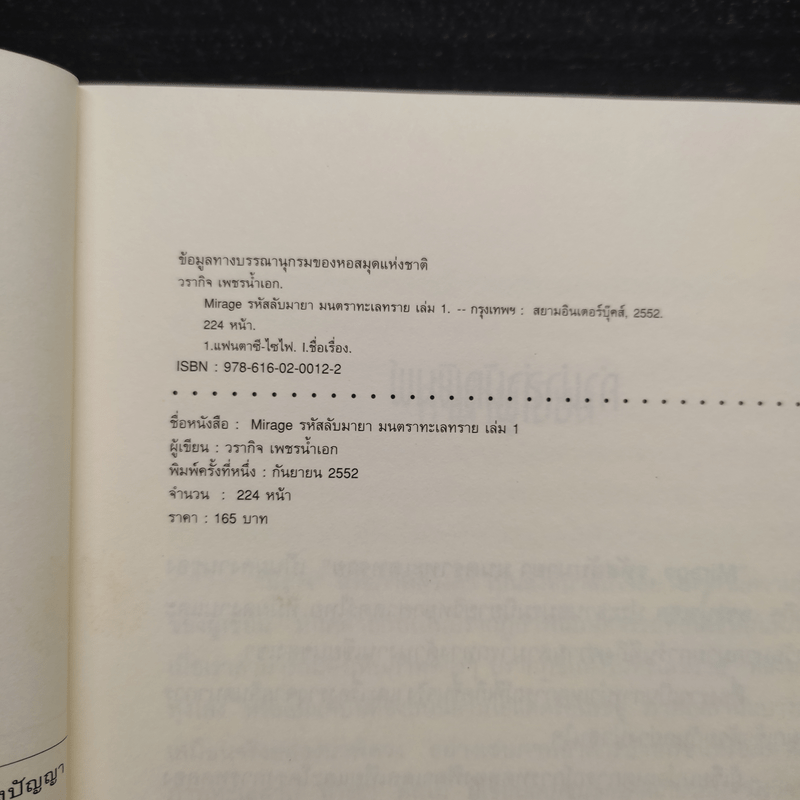 ข้อมูลทางบรรณานุกรมของหอสมุดแห่งชาติ
วรากิจ เพชรน้ำเอก.
Mirage รหัสลับมายา มนตราทะเลทราย เล่ม 1. -- กรุงเทพฯ : สยามอินเตอร์บุ๊คส์, 2552.
224 หน้า.
1.แฟนตาซี-ไซไฟ. I.ชื่อเรื่อง.
ISBN : 978-616-02-0012-2
ชื่อหนังสือ : Mirage รหัสลับมายา มนตราทะเลทราย เล่ม 1
ผู้เขียน : วรากิจ เพชรน้ำเอก
พิมพ์ครั้งที่หนึ่ง : กันยายน 2552
จำนวน : 224 หน้า
ราคา : 165 บาท
ปัญญา